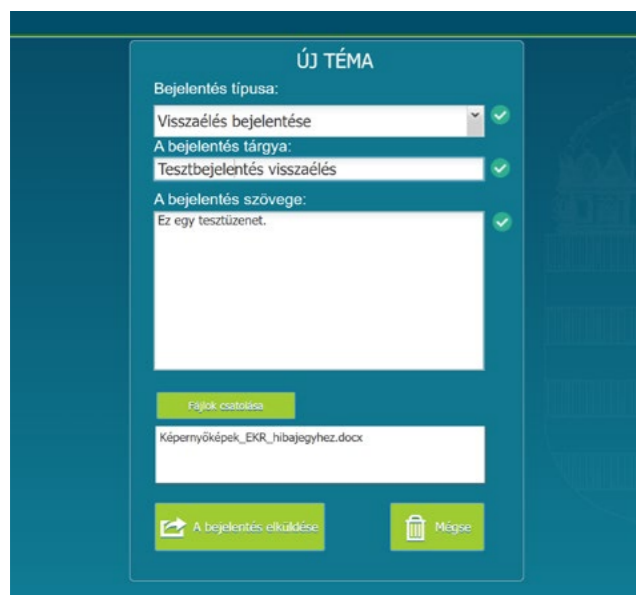 ÚJ TÉMA
Bejelentés típusa:
Visszaélés bejelentése
A bejelentés tárgya:
Tesztbejelentés visszaélés
A bejelentés szövege:
Ez egy tesztüzenet.
Fájlok csatolása
Képernyőképek_EKR_hibajegyhez.docx
A bejelentés elküldése
Mégse